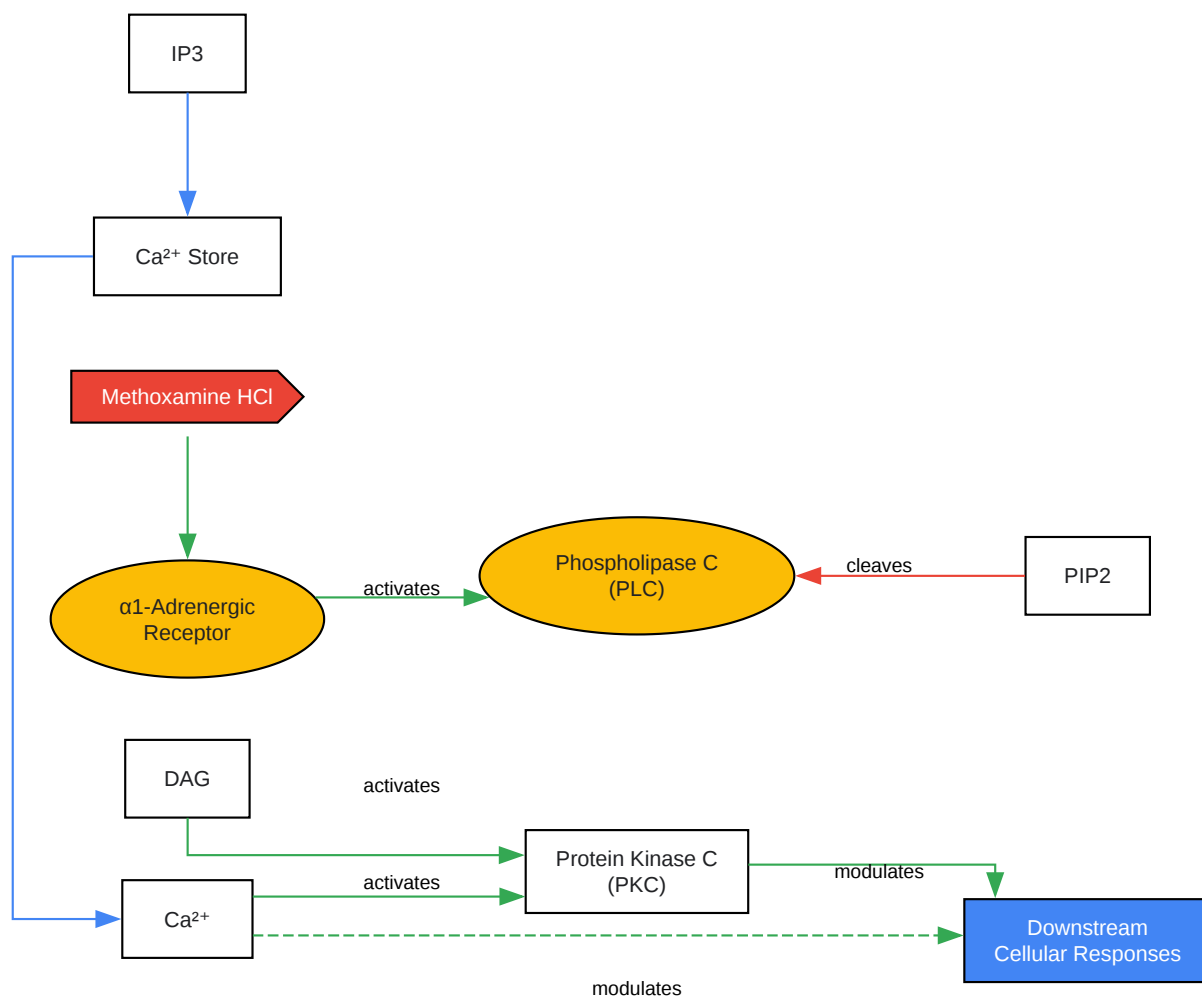 IP3
Ca²⁺ Store
Methoxamine HCl
Phospholipase C
(PLC)
cleaves
PIP2
activates
α1-Adrenergic
Receptor
DAG
activates
Protein Kinase C
(PKC)
modulates
activates
Ca²⁺
Downstream
Cellular Responses
modulates